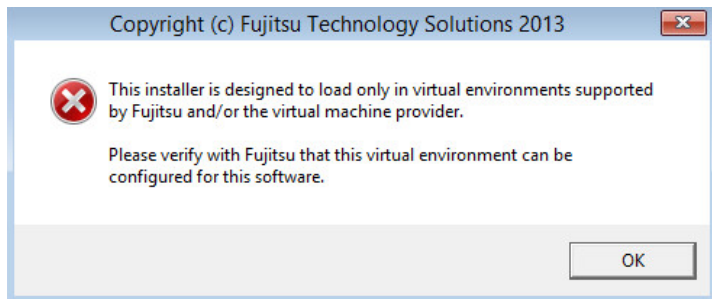 Copyright (c) Fujitsu Technology Solutions 2013
This installer is designed to load only in virtual environments supported
by Fujitsu and/or the virtual machine provider.
Please verify with Fujitsu that this virtual environment can be
configured for this software.
OK